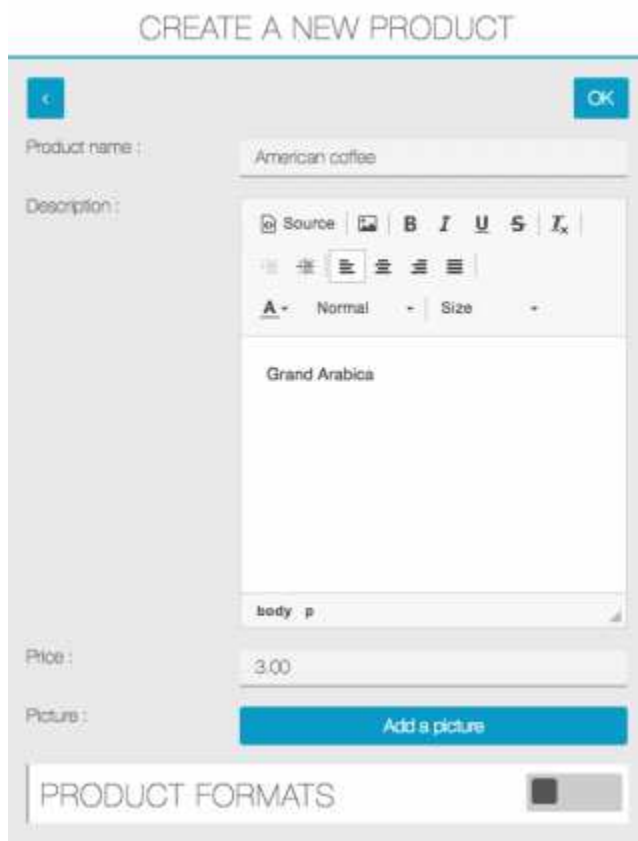 CREATE A NEW PRODUCT
<
OK
Product name :
American coffee
Description :
Source B I U S Ix
A Normal Size
Grand Arabica
body p
Price :
3.00
Picture :
Add a picture
PRODUCT FORMATS